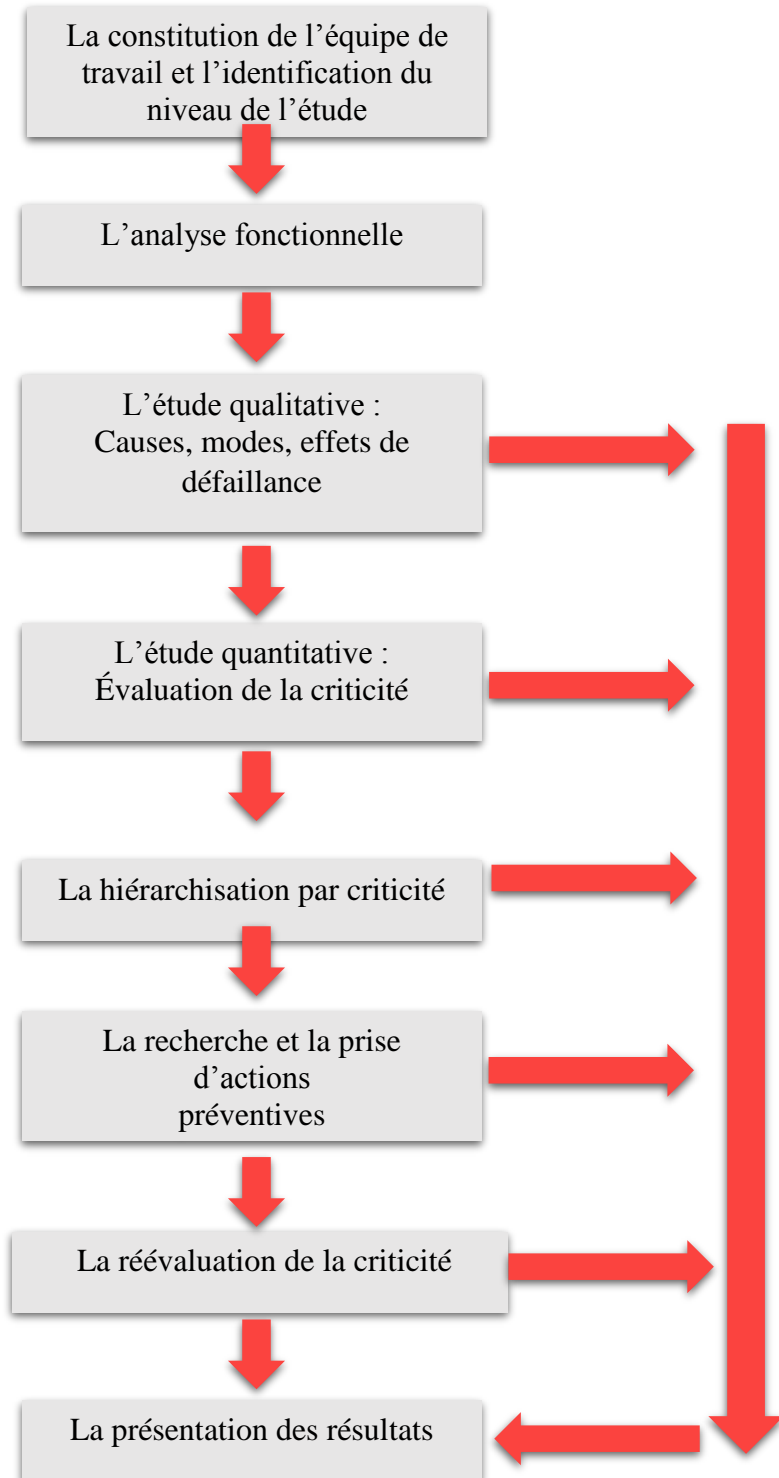 La constitution de l’équipe de
travail et l’identification du
niveau de l’étude
L’analyse fonctionnelle
L’étude qualitative :
Causes, modes, effets de
défaillance
L’étude quantitative :
Évaluation de la criticité
La hiérarchisation par criticité
La recherche et la prise
d’actions
préventives
La réévaluation de la criticité
La présentation des résultats